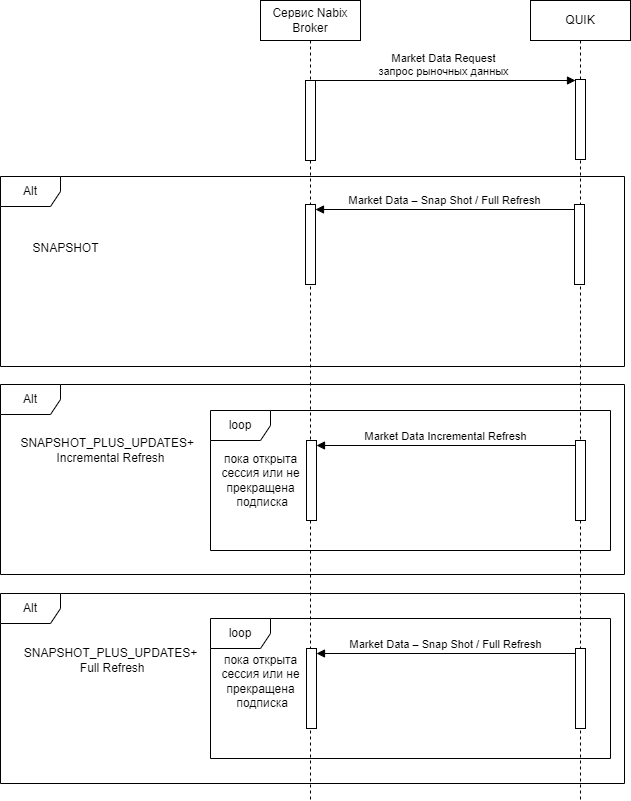 Сервис Nabix
Broker
QUIK
Market Data Request
запрос рыночных данных
Alt
Market Data – Snap Shot / Full Refresh
SNAPSHOT
Alt
loop
SNAPSHOT_PLUS_UPDATES+
Incremental Refresh
Market Data Incremental Refresh
пока открыта
сессия или не
прекращена
подписка
Alt
loop
SNAPSHOT_PLUS_UPDATES+
Full Refresh
Market Data – Snap Shot / Full Refresh
пока открыта
сессия или не
прекращена
подписка